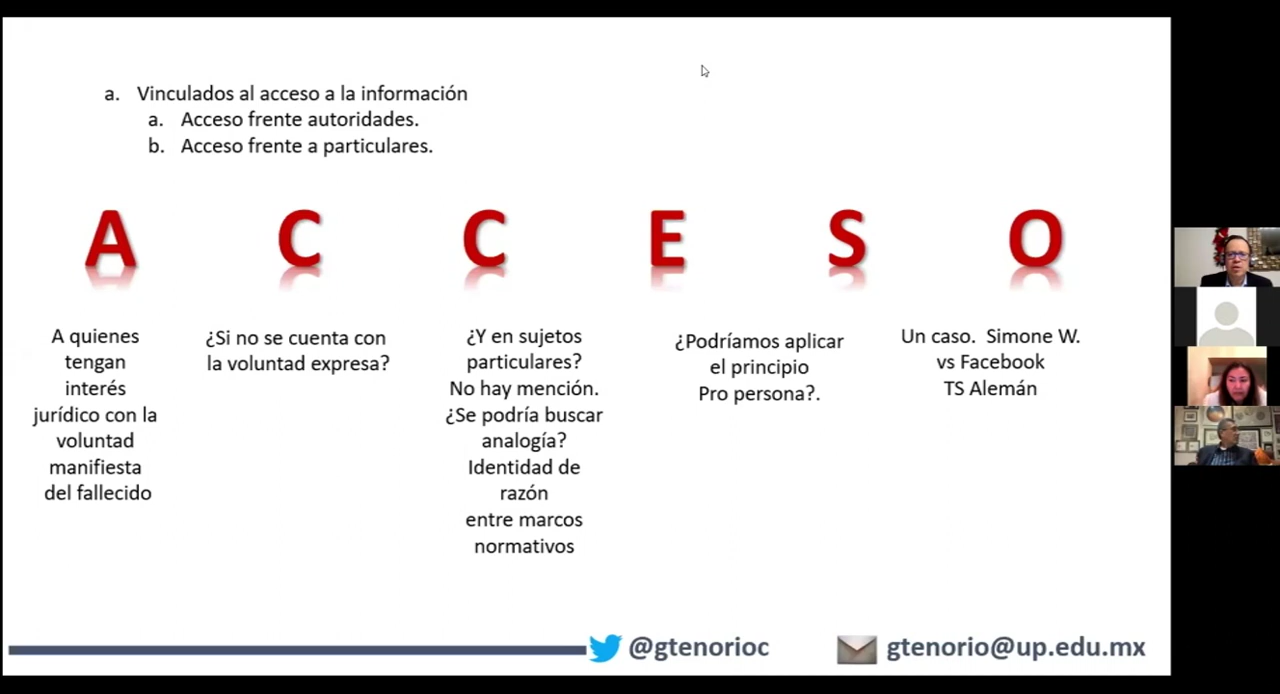 a. Vinculados al acceso a la información
a. Acceso frente autoridades.
b. Acceso frente a particulares.
A C C E S O
A quienes
tengan
interés
jurídico con la
voluntad
manifiesta
del fallecido
¿Si no se cuenta con
la voluntad expresa?
¿Y en sujetos
particulares?
No hay mención.
¿Se podría buscar
analogía?
Identidad de
razón
entre marcos
normativos
¿Podríamos aplicar
el principio
Pro persona?.
Un caso. Simone W.
vs Facebook
TS Alemán
@gtenorioc
gtenorio@up.edu.mx